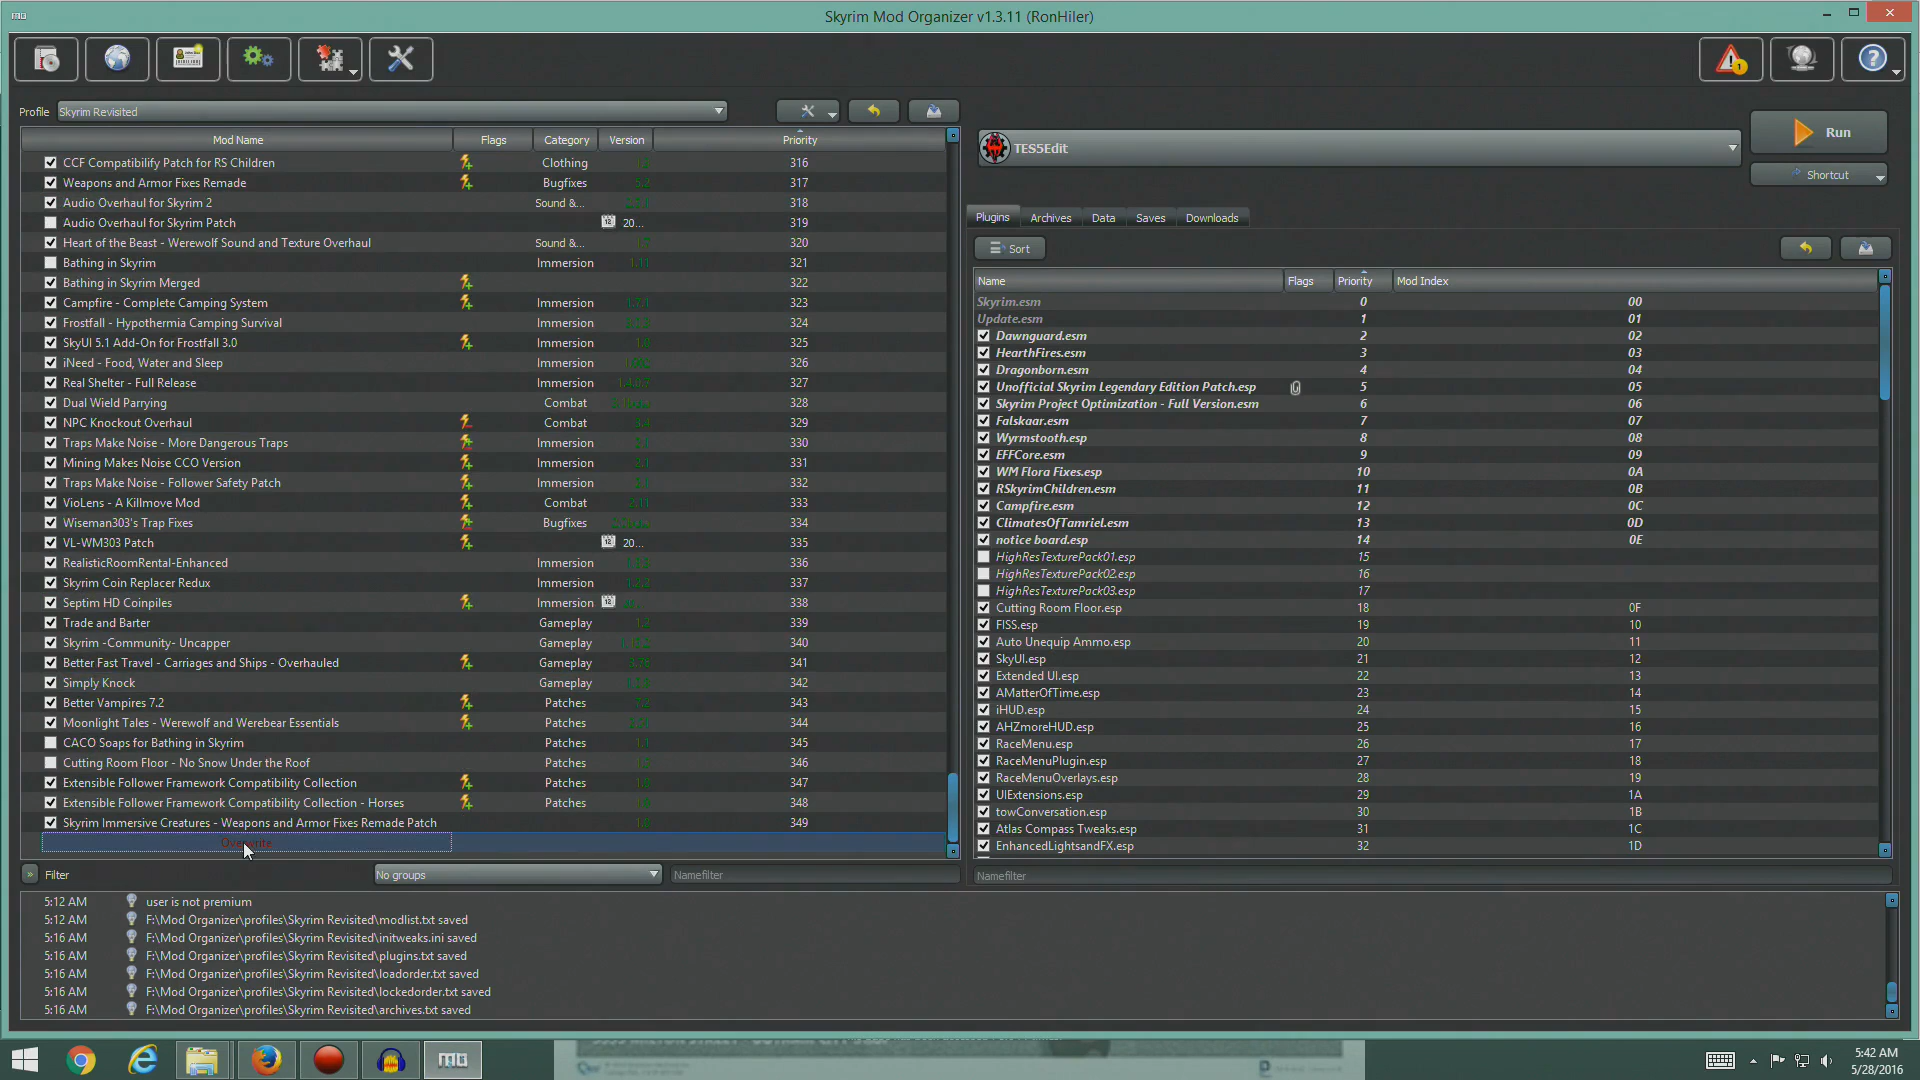 Skyrim Mod Organizer v1.3.11 (RonHiler)
Profile Skyrim Revisited
Mod Name Flags Category Version Priority
CCF Compatibilify Patch for RS Children Clothing 316
Weapons and Armor Fixes Remade Bugfixes 317
Audio Overhaul for Skyrim 2 Sound &... 318
Audio Overhaul for Skyrim Patch 20... 319
Heart of the Beast - Werewolf Sound and Texture Overhaul Sound &... 320
Bathing in Skyrim Immersion 321
Bathing in Skyrim Merged 322
Campfire - Complete Camping System Immersion 323
Frostfall - Hypothermia Camping Survival Immersion 324
SkyUI 5.1 Add-On for Frostfall 3.0 Immersion 325
iNeed - Food, Water and Sleep Immersion 326
Real Shelter - Full Release Immersion 327
Dual Wield Parrying Combat 328
NPC Knockout Overhaul Combat 329
Traps Make Noise - More Dangerous Traps Immersion 330
Mining Makes Noise CCO Version Immersion 331
Traps Make Noise - Follower Safety Patch Immersion 332
VioLens - A Killmove Mod Combat 333
Wiseman303's Trap Fixes Bugfixes 334
VL-WM303 Patch 20... 335
RealisticRoomRental-Enhanced Immersion 336
Skyrim Coin Replacer Redux Immersion 337
Septim HD Coinpiles Immersion 338
Trade and Barter Gameplay 339
Skyrim -Community- Uncapper Gameplay 340
Better Fast Travel - Carriages and Ships - Overhauled Gameplay 341
Simply Knock Gameplay 342
Better Vampires 7.2 Patches 343
Moonlight Tales - Werewolf and Werebear Essentials Patches 344
CACO Soaps for Bathing in Skyrim Patches 345
Cutting Room Floor - No Snow Under the Roof Patches 346
Extensible Follower Framework Compatibility Collection Patches 347
Extensible Follower Framework Compatibility Collection - Horses Patches 348
Skyrim Immersive Creatures - Weapons and Armor Fixes Remade Patch 349
Overwrite
Filter No groups Namefilter
TES5Edit
Run
Shortcut
Plugins Archives Data Saves Downloads
Sort
Name Flags Priority Mod Index
Skyrim.esm 0 00
Update.esm 1 01
Dawnguard.esm 2 02
HearthFires.esm 3 03
Dragonborn.esm 4 04
Unofficial Skyrim Legendary Edition Patch.esp 5 05
Skyrim Project Optimization - Full Version.esm 6 06
Falskaar.esm 7 07
Wyrmstooth.esp 8 08
EFFCore.esm 9 09
WM Flora Fixes.esp 10 0A
RSkyrimChildren.esm 11 0B
Campfire.esm 12 0C
ClimatesOfTamriel.esm 13 0D
notice board.esp 14 0E
HighResTexturePack01.esp 15
HighResTexturePack02.esp 16
HighResTexturePack03.esp 17
Cutting Room Floor.esp 18 0F
FISS.esp 19 10
Auto Unequip Ammo.esp 20 11
SkyUI.esp 21 12
Extended UI.esp 22 13
AMatterOfTime.esp 23 14
iHUD.esp 24 15
AHZmoreHUD.esp 25 16
RaceMenu.esp 26 17
RaceMenuPlugin.esp 27 18
RaceMenuOverlays.esp 28 19
UIExtensions.esp 29 1A
towConversation.esp 30 1B
Atlas Compass Tweaks.esp 31 1C
EnhancedLightsandFX.esp 32 1D
Namefilter
5:12 AM user is not premium
5:12 AM F:\Mod Organizer\profiles\Skyrim Revisited\modlist.txt saved
5:16 AM F:\Mod Organizer\profiles\Skyrim Revisited\initweaks.ini saved
5:16 AM F:\Mod Organizer\profiles\Skyrim Revisited\plugins.txt saved
5:16 AM F:\Mod Organizer\profiles\Skyrim Revisited\loadorder.txt saved
5:16 AM F:\Mod Organizer\profiles\Skyrim Revisited\lockedorder.txt saved
5:16 AM F:\Mod Organizer\profiles\Skyrim Revisited\archives.txt saved
5:42 AM
5/28/2016